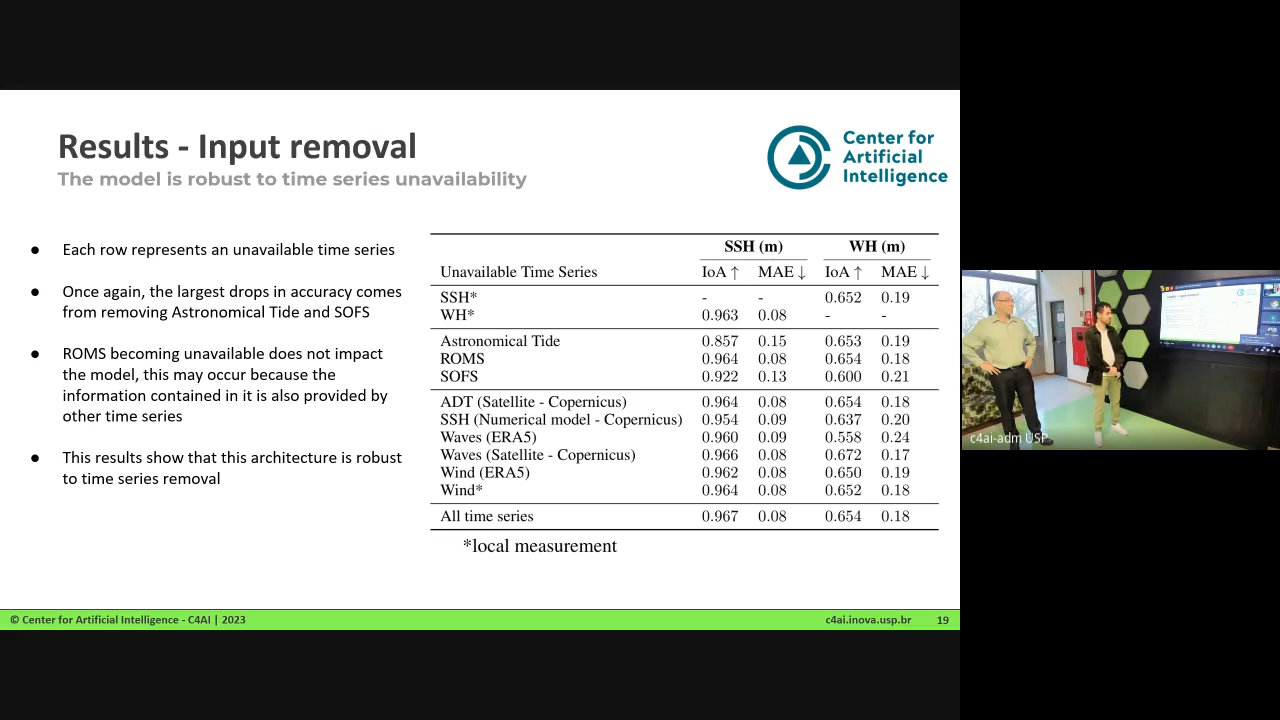 Results - Input removal
The model is robust to time series unavailability
Center for
Artificial
Intelligence
● Each row represents an unavailable time series
● Once again, the largest drops in accuracy comes
from removing Astronomical Tide and SOFS
● ROMS becoming unavailable does not impact
the model, this may occur because the
information contained in it is also provided by
other time series
● This results show that this architecture is robust
to time series removal
SSH (m) WH (m)
Unavailable Time Series IoA ↑ MAE ↓ IoA ↑ MAE ↓
SSH* - - 0.652 0.19
WH* 0.963 0.08 - -
Astronomical Tide 0.857 0.15 0.653 0.19
ROMS 0.964 0.08 0.654 0.18
SOFS 0.922 0.13 0.600 0.21
ADT (Satellite - Copernicus) 0.964 0.08 0.654 0.18
SSH (Numerical model - Copernicus) 0.954 0.09 0.637 0.20
Waves (ERA5) 0.960 0.09 0.558 0.24
Waves (Satellite - Copernicus) 0.966 0.08 0.672 0.17
Wind (ERA5) 0.962 0.08 0.650 0.19
Wind* 0.964 0.08 0.652 0.18
All time series 0.967 0.08 0.654 0.18
*local measurement
© Center for Artificial Intelligence - C4AI | 2023
c4ai.inova.usp.br 19
c4ai-adm USP